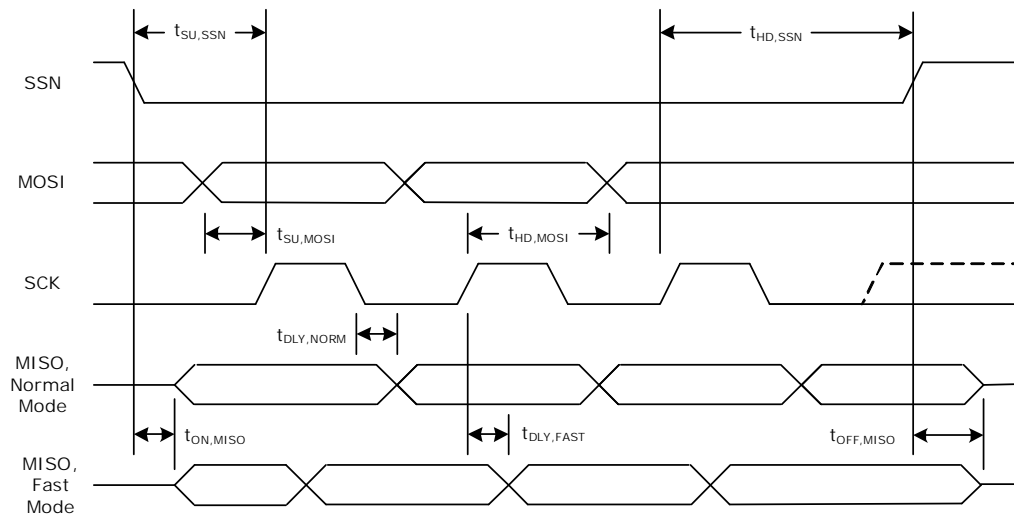 tSU,SSN
tHD,SSN
SSN
MOSI
tSU,MOSI
tHD,MOSI
SCK
tDLY,NORM
MISO,
Normal
Mode
tON,MISO
tDLY,FAST
tOFF,MISO
MISO,
Fast
Mode